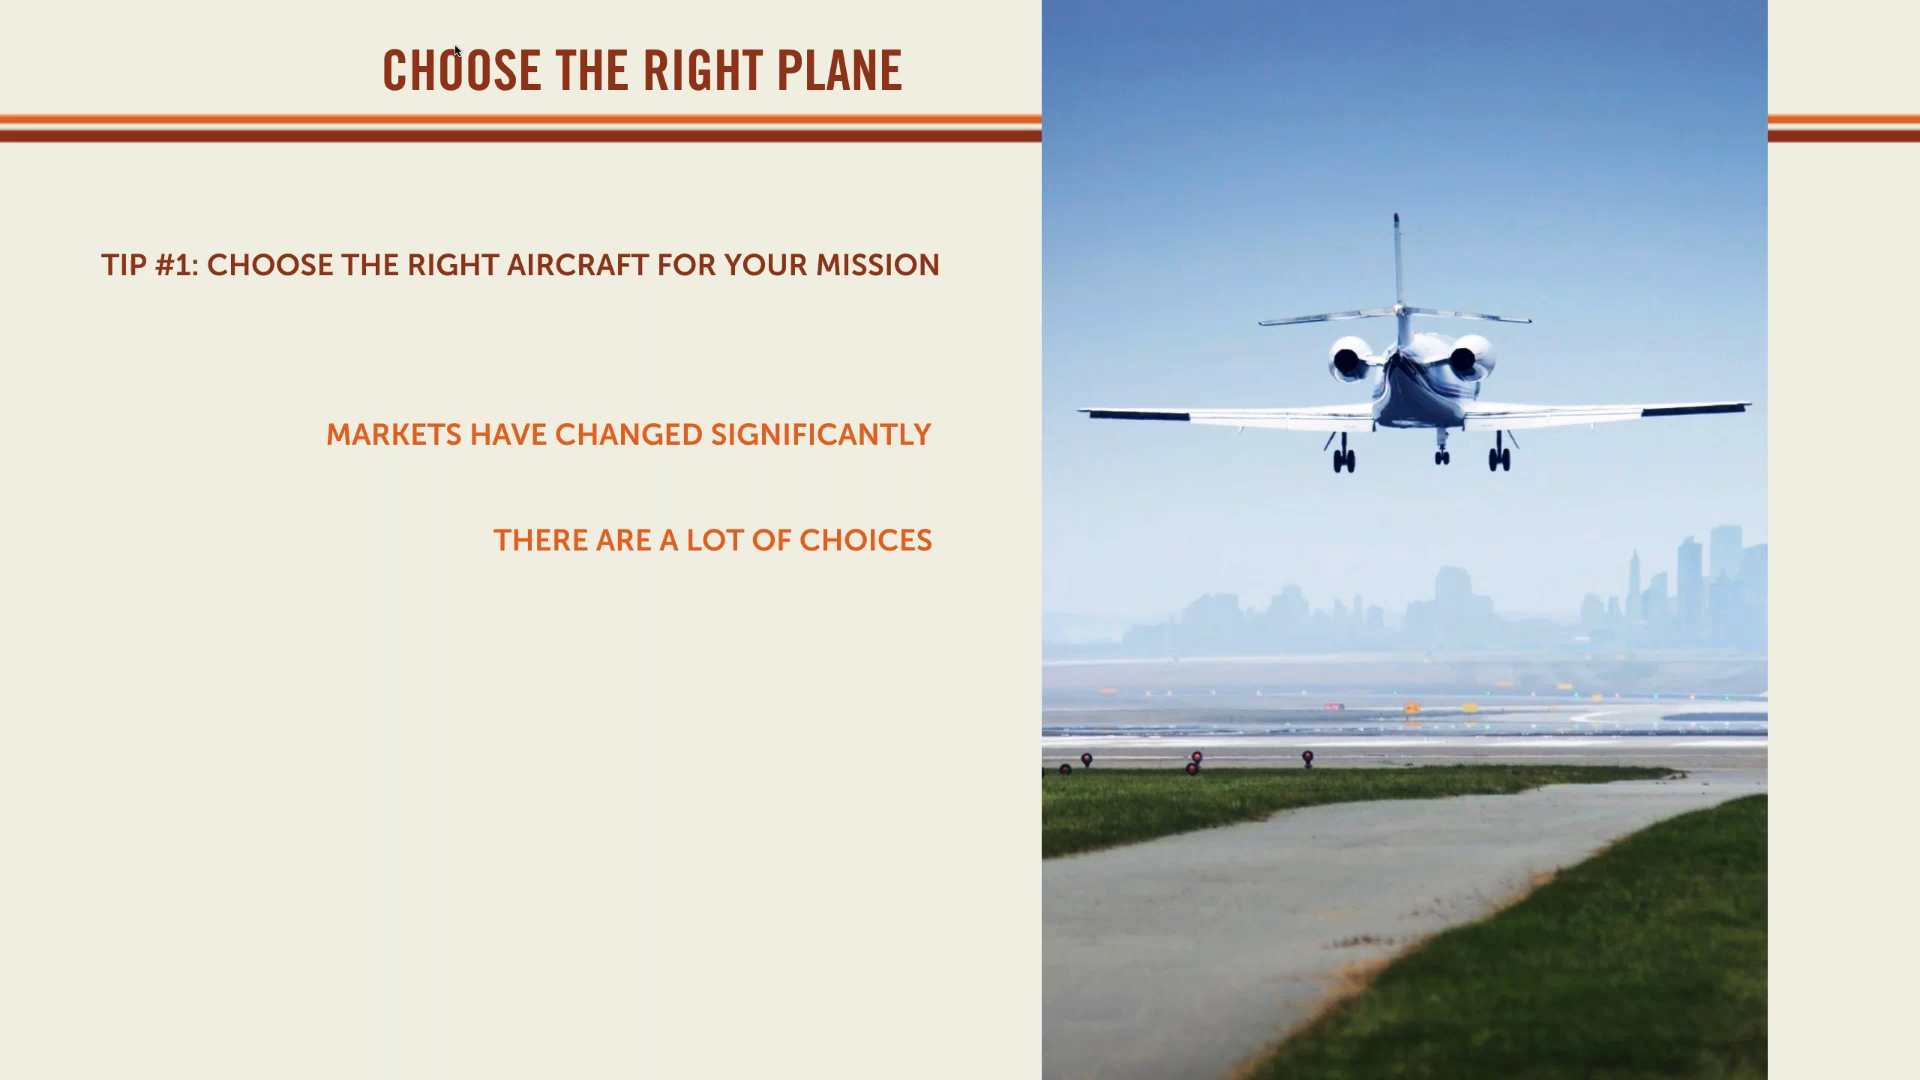 CHOOSE THE RIGHT PLANE
TIP #1: CHOOSE THE RIGHT AIRCRAFT FOR YOUR MISSION
MARKETS HAVE CHANGED SIGNIFICANTLY
THERE ARE A LOT OF CHOICES